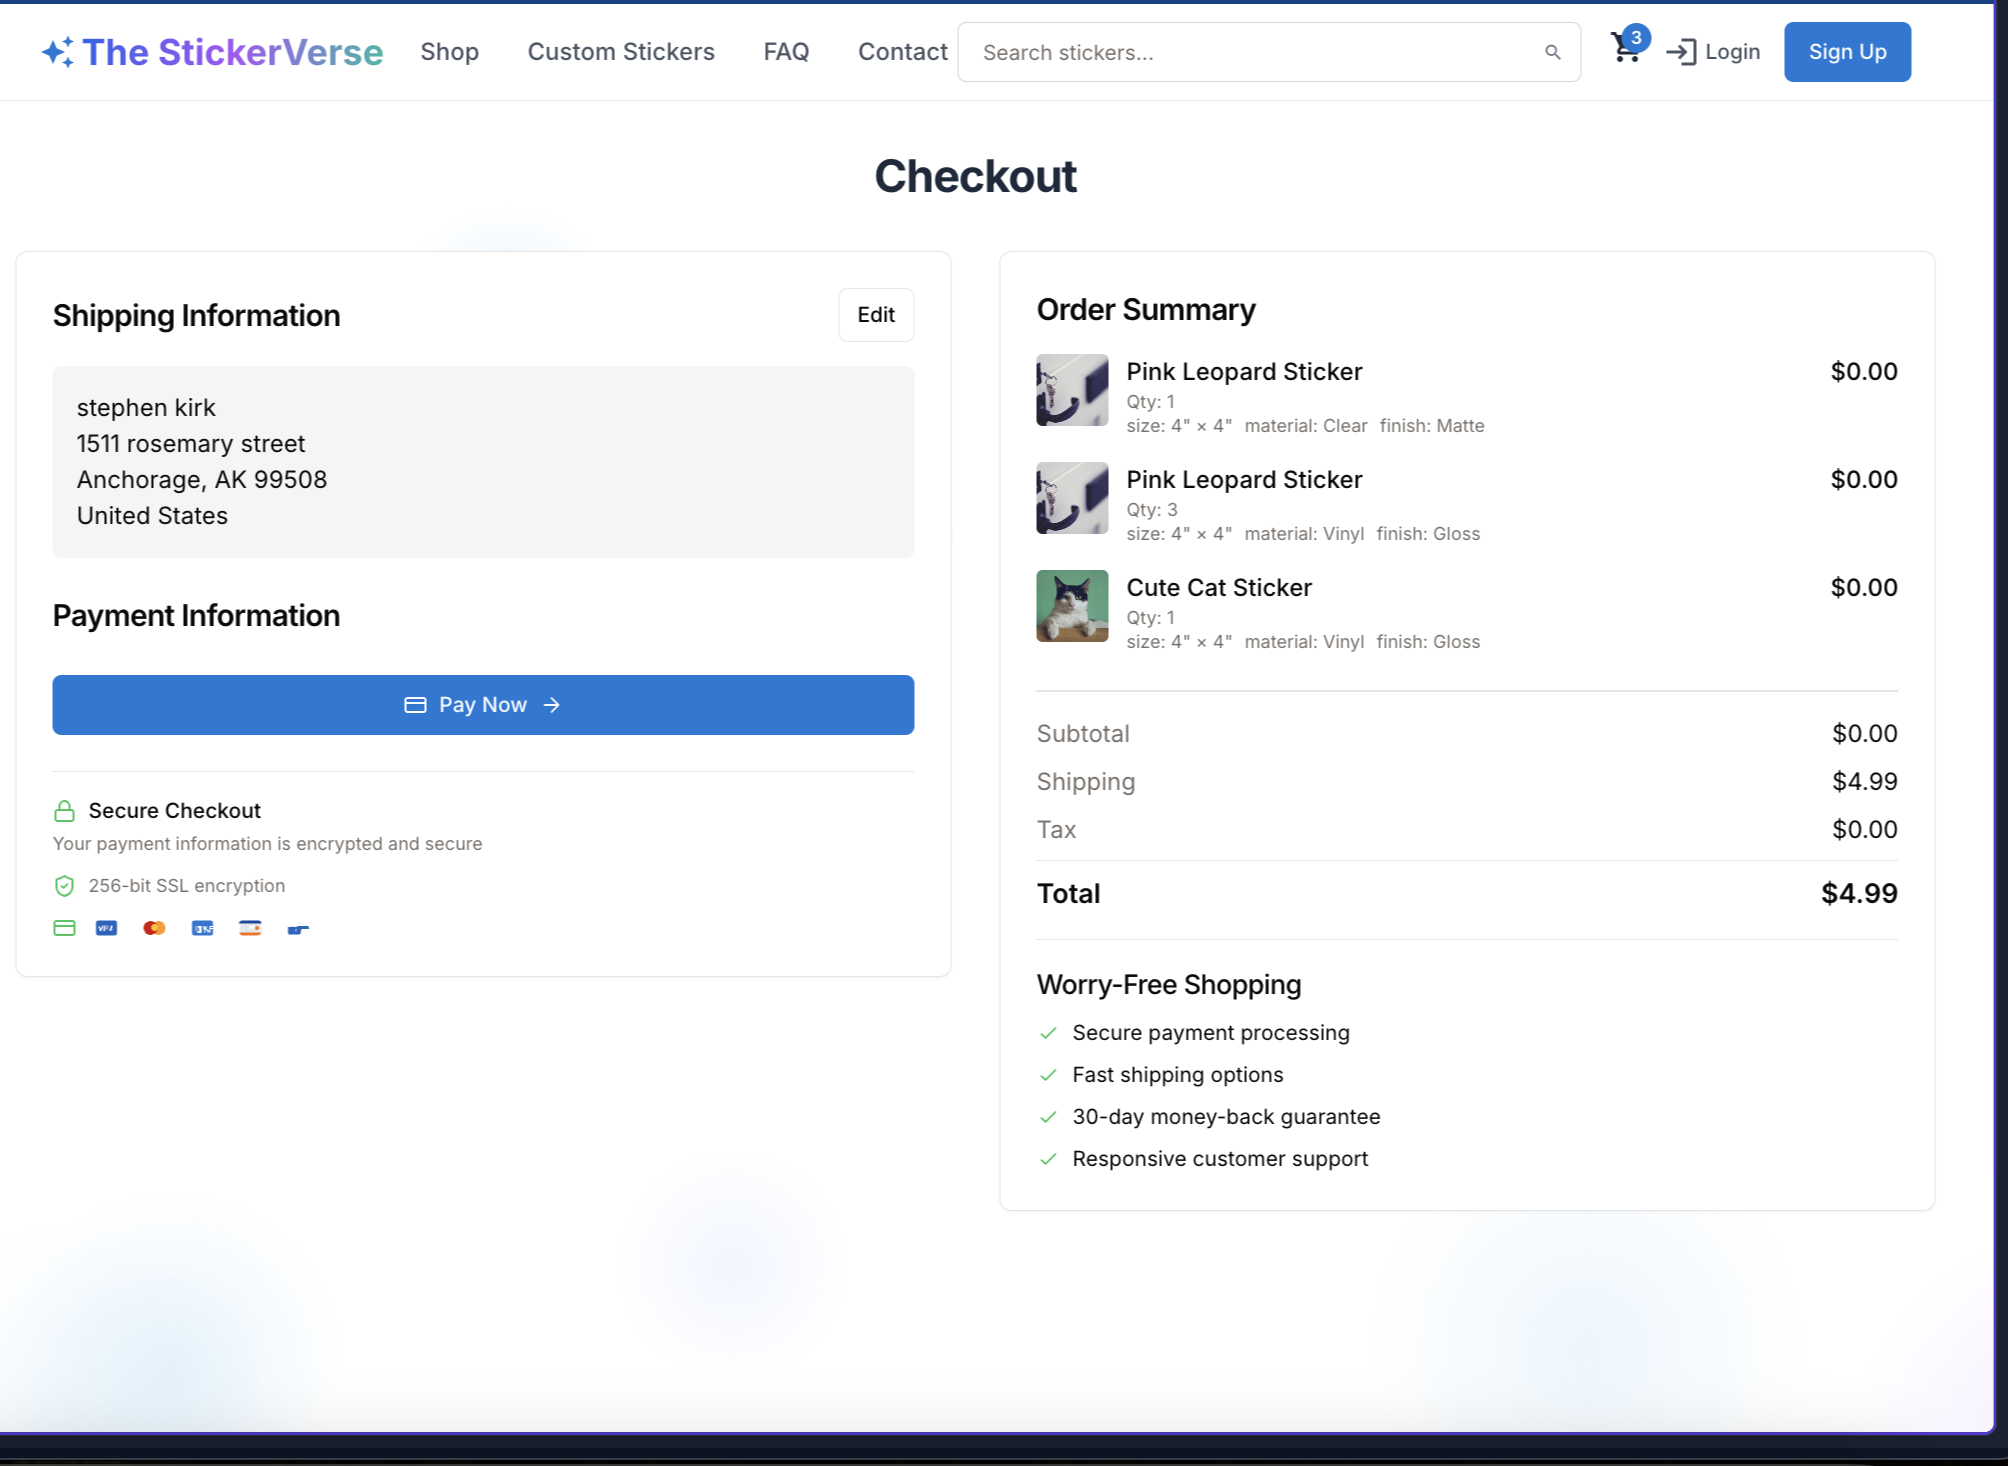 The StickerVerse
Shop
Custom Stickers
FAQ
Contact
Search stickers...
3
Login
Sign Up
Checkout
Shipping Information
Edit
stephen kirk
1511 rosemary street
Anchorage, AK 99508
United States
Payment Information
Pay Now
Secure Checkout
Your payment information is encrypted and secure
256-bit SSL encryption
Order Summary
Pink Leopard Sticker $0.00
Qty: 1
size: 4" × 4" material: Clear finish: Matte
Pink Leopard Sticker $0.00
Qty: 3
size: 4" × 4" material: Vinyl finish: Gloss
Cute Cat Sticker $0.00
Qty: 1
size: 4" × 4" material: Vinyl finish: Gloss
Subtotal $0.00
Shipping $4.99
Tax $0.00
Total $4.99
Worry-Free Shopping
Secure payment processing
Fast shipping options
30-day money-back guarantee
Responsive customer support